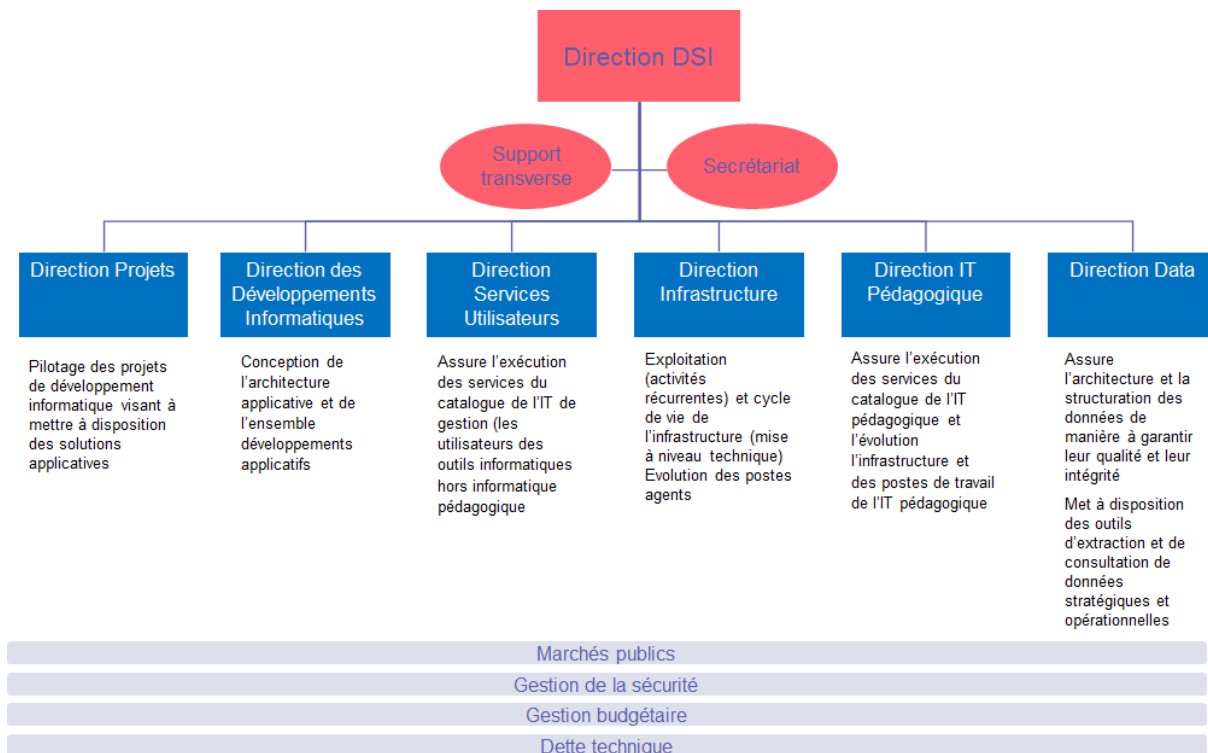 Direction DSI
Support
transverse
Secrétariat
Direction Projets
Pilotage des projets
de développement
informatique visant à
mettre à disposition
des solutions
applicatives
Direction des
Développements
Informatiques
Conception de
l’architecture
applicative et de
l’ensemble
développements
applicatifs
Direction
Services
Utilisateurs
Assure l’exécution
des services du
catalogue de l’IT de
gestion (les
utilisateurs des
outils informatiques
hors informatique
pédagogique
Direction
Infrastructure
Exploitation
(activités
récurrentes) et cycle
de vie de
l’infrastructure (mise
à niveau technique)
Evolution des postes
agents
Direction IT
Pédagogique
Assure l’exécution
des services du
catalogue de l’IT
pédagogique et
l’évolution
l’infrastructure et
des postes de travail
de l’IT pédagogique
Direction Data
Assure
l’architecture et la
structuration des
données de
manière à garantir
leur qualité et leur
intégrité
Met à disposition
des outils
d’extraction et de
consultation de
données
stratégiques et
opérationnelles
Marchés publics
Gestion de la sécurité
Gestion budgétaire
Dette technique